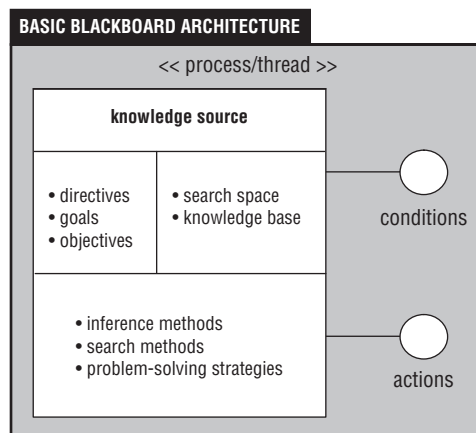 BASIC BLACKBOARD ARCHITECTURE
<< process/thread >>
knowledge source
• directives
• goals
• objectives
• search space
• knowledge base
conditions
• inference methods
• search methods
• problem-solving strategies
actions